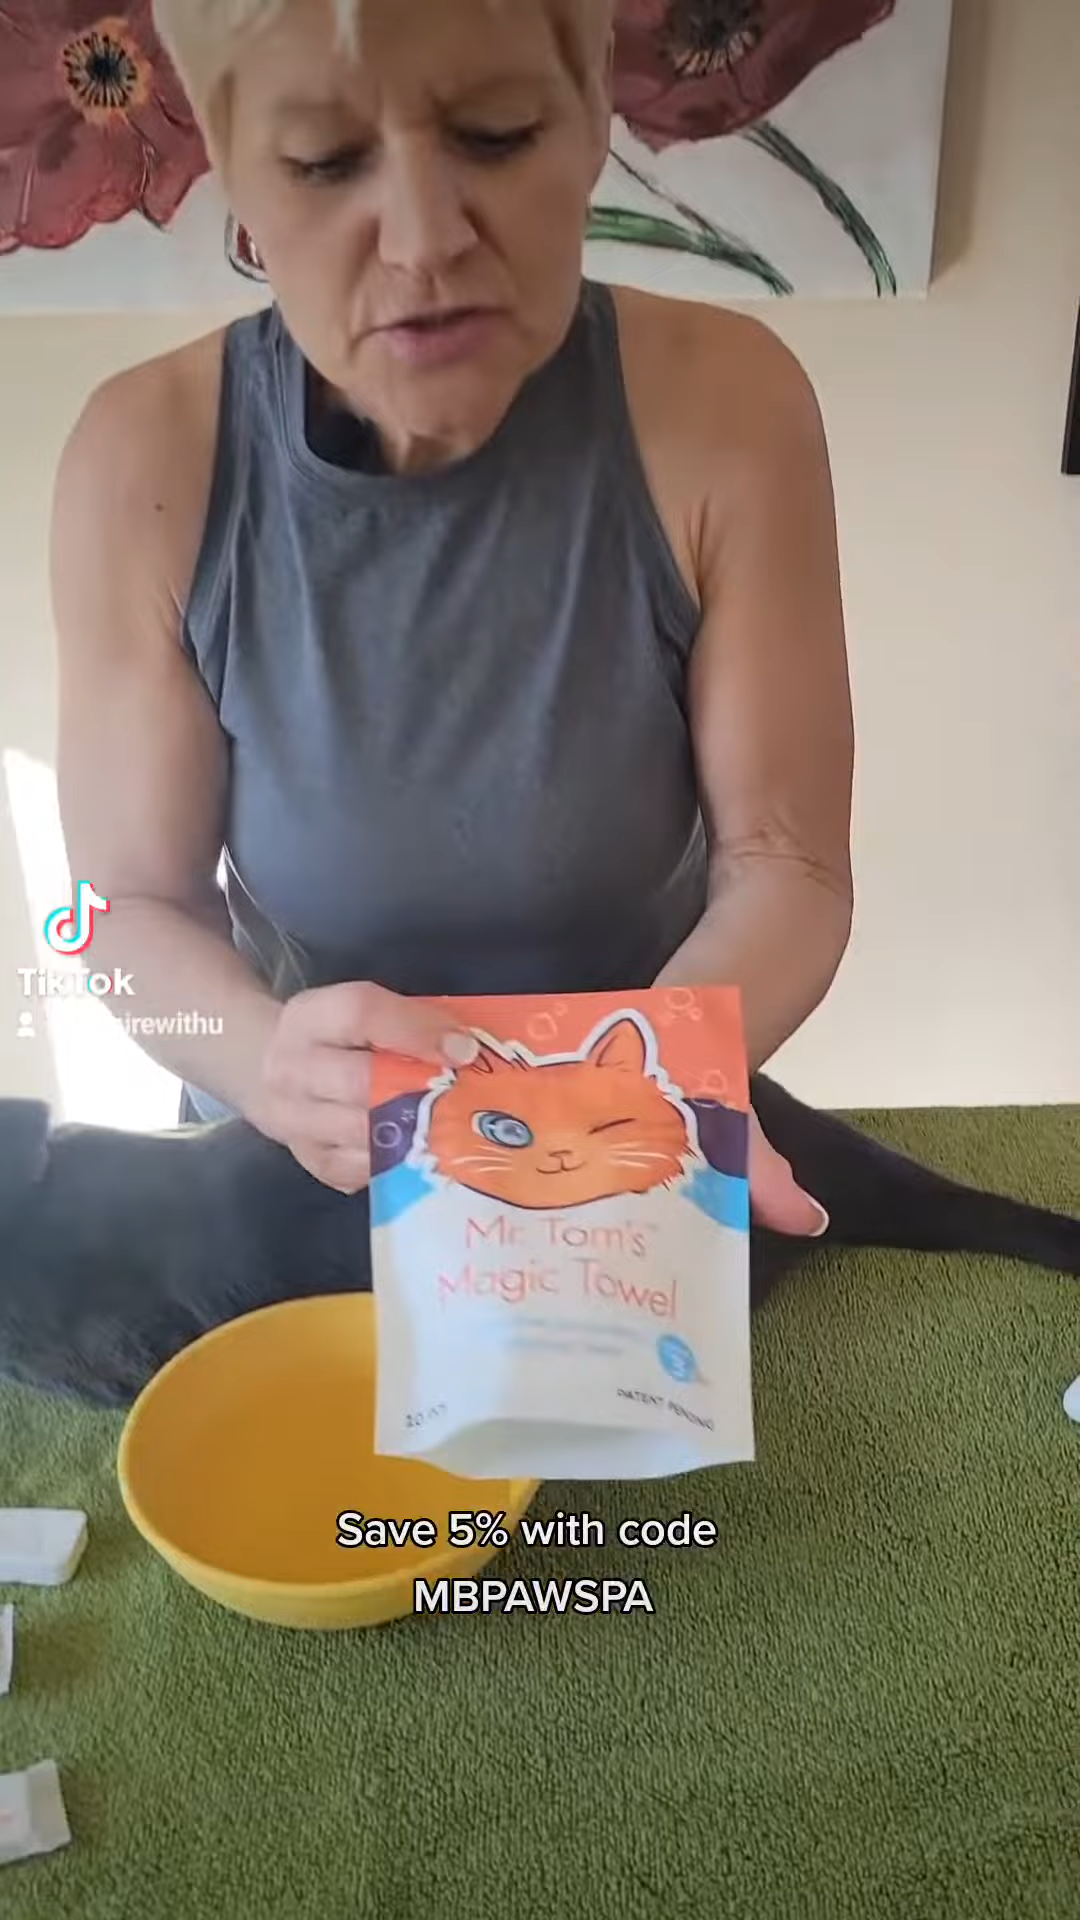 TikTok
Mr. Tom's
Magic Towel
PATENT PENDING
Save 5% with code
MBPAWSPA